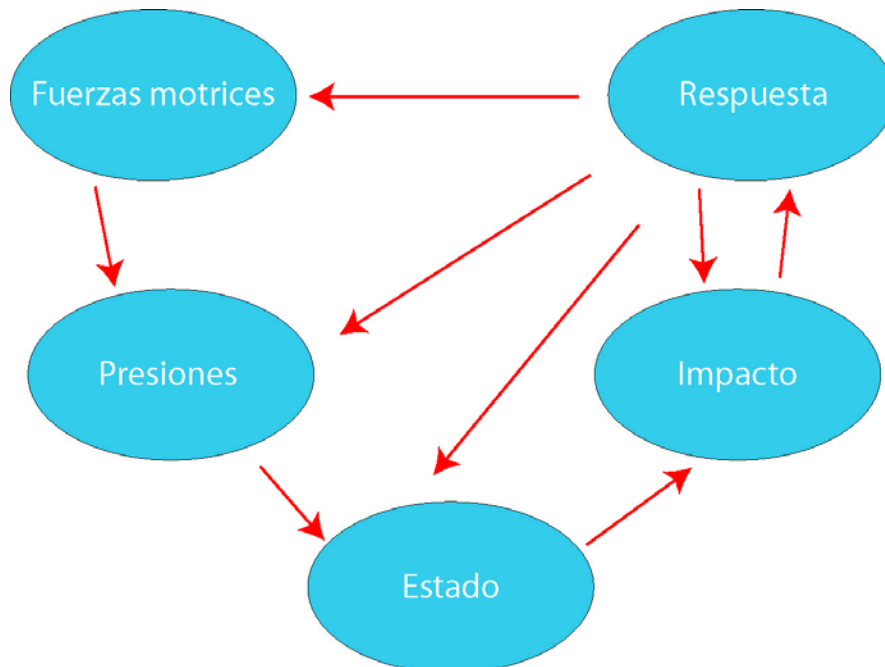 Fuerzas motrices
Respuesta
Presiones
Impacto
Estado